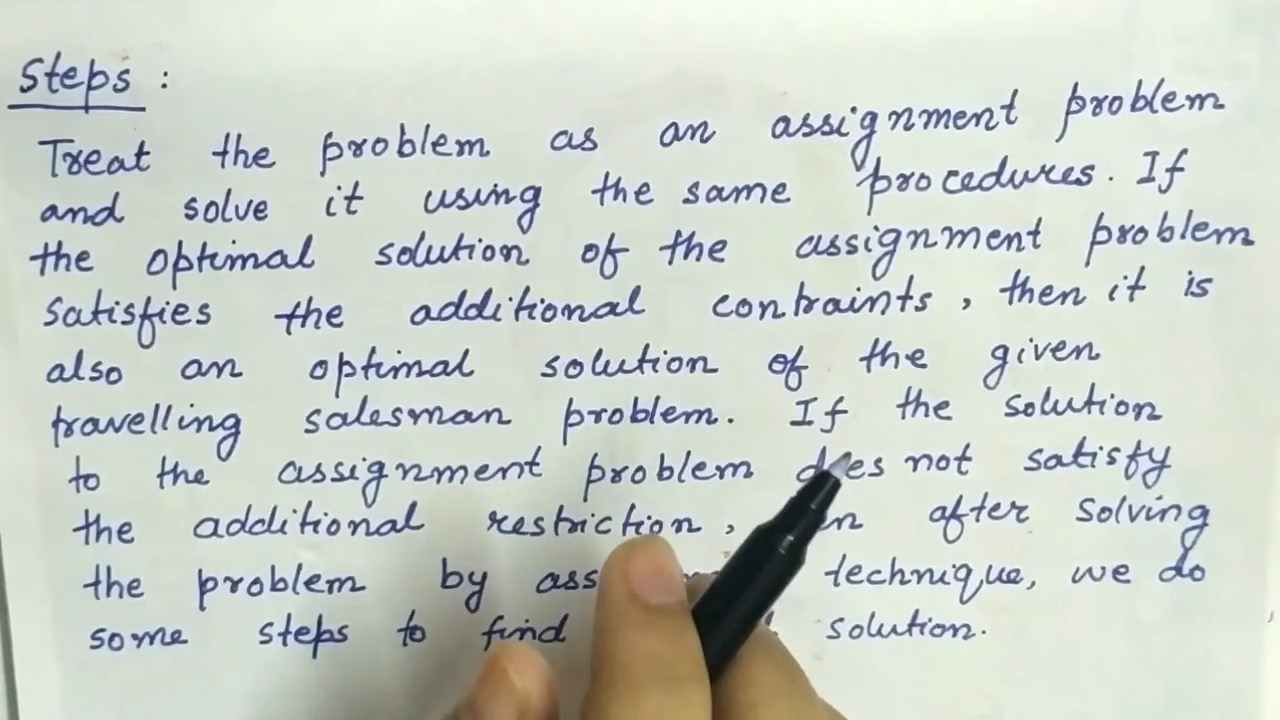 Steps :
Treat the problem as an assignment problem
and solve it using the same procedures. If
the optimal solution of the assignment problem
satisfies the additional contraints, then it is
also an optimal solution of the given
travelling salesman problem. If the solution
to the assignment problem does not satisfy
the additional restriction, after solving
the problem by technique, we do
some steps to find solution.